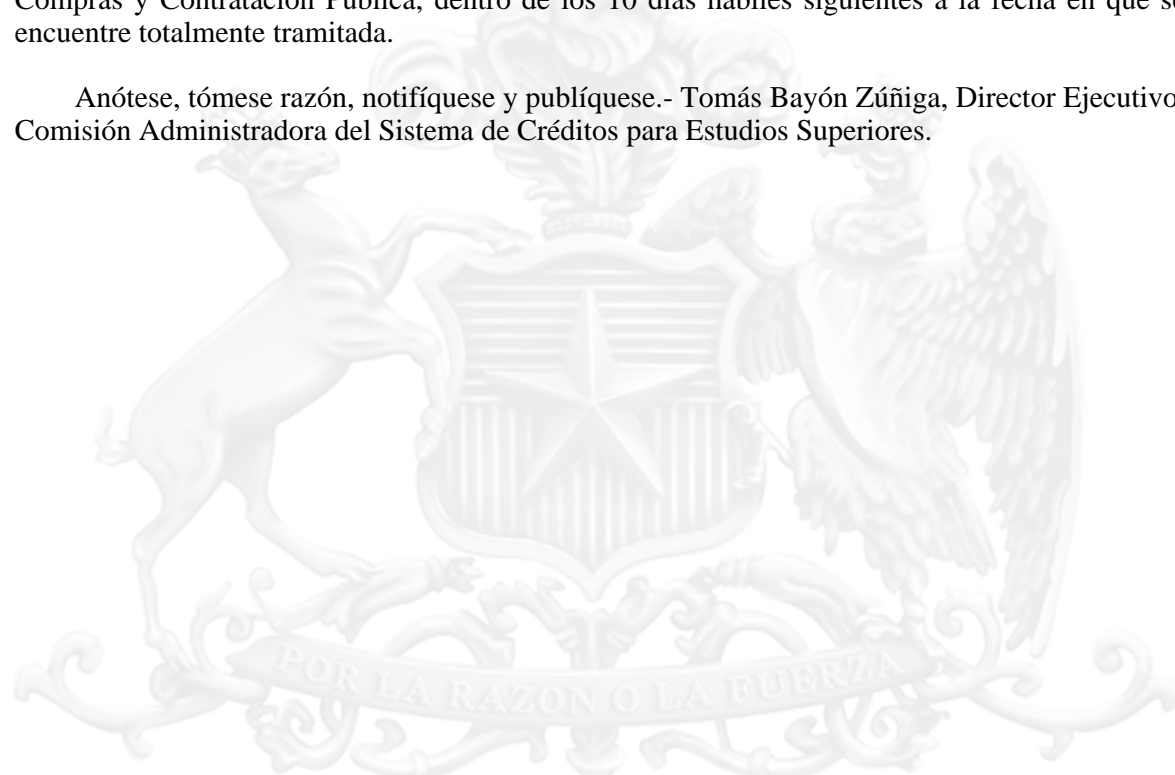 Compras y Contratación Pública, dentro de los 10 días hábiles siguientes a la fecha en que se
encuentre totalmente tramitada.
Anótese, tómese razón, notifíquese y publíquese.- Tomás Bayón Zúñiga, Director Ejecutivo
Comisión Administradora del Sistema de Créditos para Estudios Superiores.
POR LA RAZON O LA FUERZA